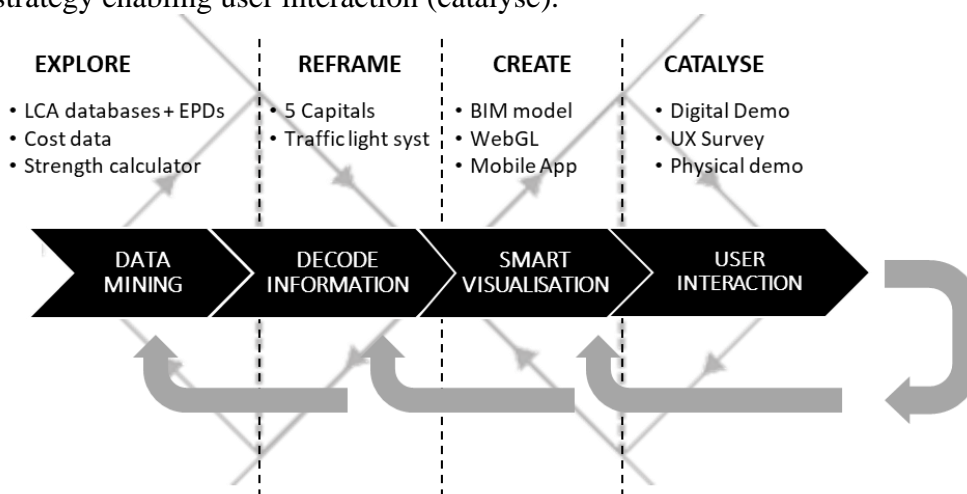 strategy enabling user interaction (catalyse).
EXPLORE
• LCA databases + EPDs
• Cost data
• Strength calculator
REFRAME
• 5 Capitals
• Traffic light syst
CREATE
• BIM model
• WebGL
• Mobile App
CATALYSE
• Digital Demo
• UX Survey
• Physical demo
DATA
MINING
DECODE
INFORMATION
SMART
VISUALISATION
USER
INTERACTION